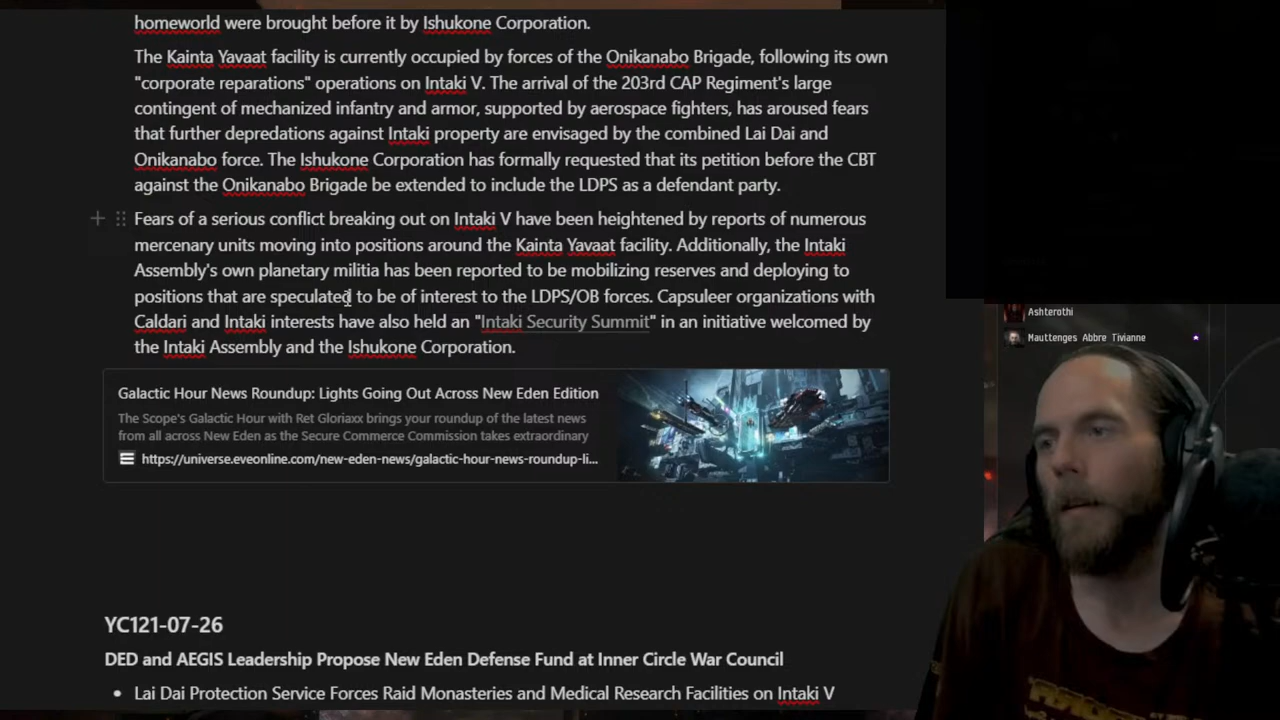 homeworld were brought before it by Ishukone Corporation.
The Kainta Yavaat facility is currently occupied by forces of the Onikanabo Brigade, following its own
"corporate reparations" operations on Intaki V. The arrival of the 203rd CAP Regiment's large
contingent of mechanized infantry and armor, supported by aerospace fighters, has aroused fears
that further depredations against Intaki property are envisaged by the combined Lai Dai and
Onikanabo force. The Ishukone Corporation has formally requested that its petition before the CBT
against the Onikanabo Brigade be extended to include the LDPS as a defendant party.
Fears of a serious conflict breaking out on Intaki V have been heightened by reports of numerous
mercenary units moving into positions around the Kainta Yavaat facility. Additionally, the Intaki
Assembly's own planetary militia has been reported to be mobilizing reserves and deploying to
positions that are speculated to be of interest to the LDPS/OB forces. Capsuleer organizations with
Caldari and Intaki interests have also held an "Intaki Security Summit" in an initiative welcomed by
the Intaki Assembly and the Ishukone Corporation.
Ashterothi
Mauttenges Abbre Tivianne
Galactic Hour News Roundup: Lights Going Out Across New Eden Edition
The Scope's Galactic Hour with Ret Gloriaxx brings your roundup of the latest news
from all across New Eden as the Secure Commerce Commission takes extraordinary
https://universe.eveonline.com/new-eden-news/galactic-hour-news-roundup-li...
YC121-07-26
DED and AEGIS Leadership Propose New Eden Defense Fund at Inner Circle War Council
• Lai Dai Protection Service Forces Raid Monasteries and Medical Research Facilities on Intaki V